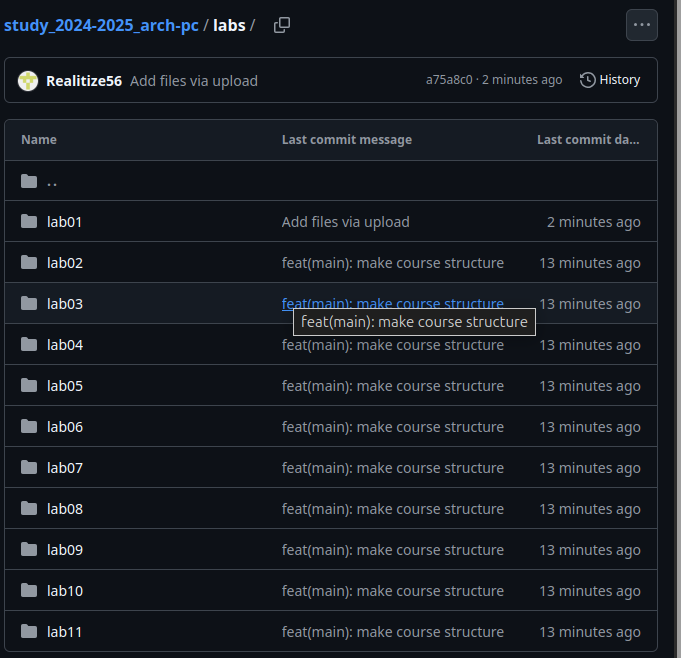 study_2024-2025_arch-pc / labs /
Realitize56 Add files via upload a75a8c0 · 2 minutes ago History
Name Last commit message Last commit da...
..
lab01 Add files via upload 2 minutes ago
lab02 feat(main): make course structure 13 minutes ago
lab03 feat(main): make course structure 13 minutes ago
feat(main): make course structure
lab04 feat(main): make course structure 13 minutes ago
lab05 feat(main): make course structure 13 minutes ago
lab06 feat(main): make course structure 13 minutes ago
lab07 feat(main): make course structure 13 minutes ago
lab08 feat(main): make course structure 13 minutes ago
lab09 feat(main): make course structure 13 minutes ago
lab10 feat(main): make course structure 13 minutes ago
lab11 feat(main): make course structure 13 minutes ago